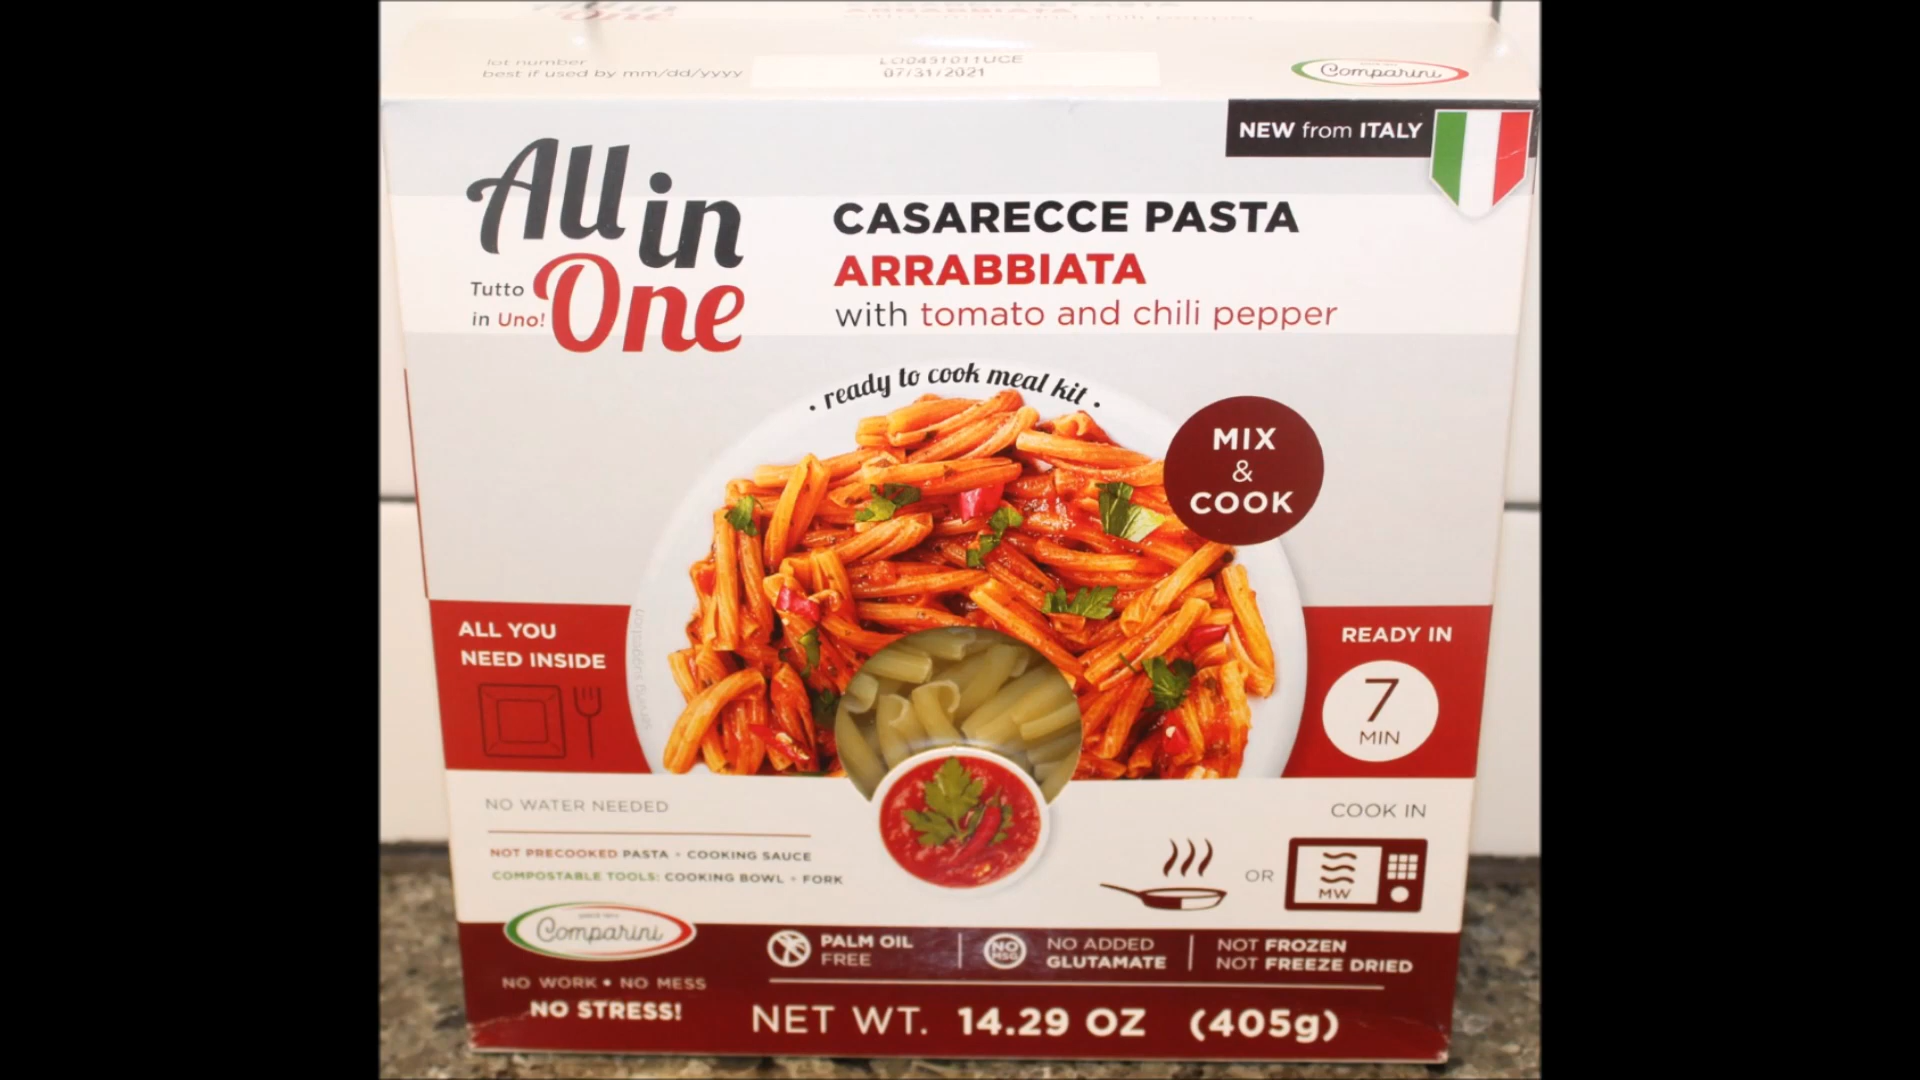 lot number
best if used by mm/dd/yyyy
07/31/2021
Comparini
NEW from ITALY
All in One
Tutto in Uno!
CASARECCE PASTA
ARRABBIATA
with tomato and chili pepper
· ready to cook meal kit ·
MIX
&
COOK
ALL YOU
NEED INSIDE
serving suggestion
READY IN
7
MIN
NO WATER NEEDED
NOT PRECOOKED PASTA - COOKING SAUCE
COMPOSTABLE TOOLS: COOKING BOWL - FORK
COOK IN
OR
MW
Comparini
NO WORK • NO MESS
NO STRESS!
PALM OIL
FREE
NO
MSG
NO ADDED
GLUTAMATE
NOT FROZEN
NOT FREEZE DRIED
NET WT. 14.29 OZ (405g)